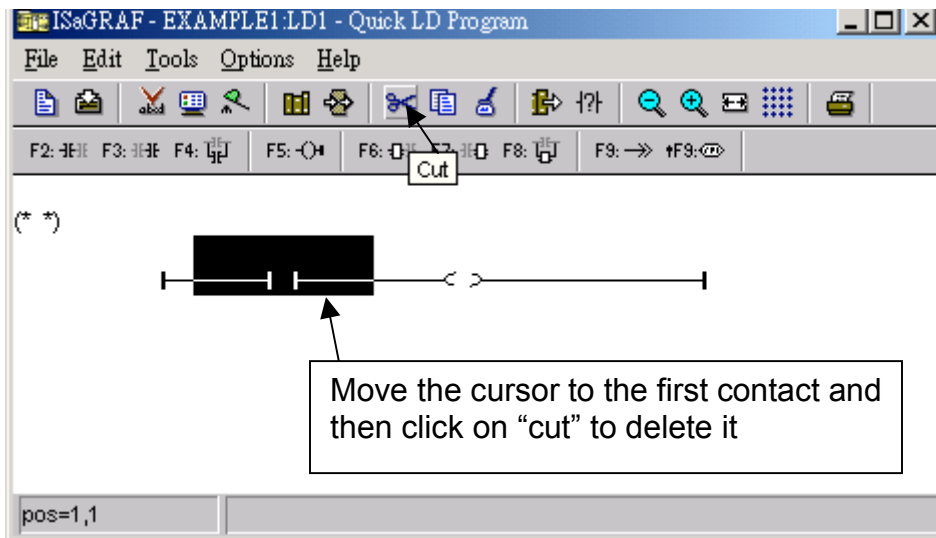 ISaGRAF - EXAMPLE1:LD1 - Quick LD Program
File Edit Tools Options Help
F2: F3: F4: F5: F6: F7: F8: F9: F9:
Cut
(* *)
Move the cursor to the first contact and
then click on “cut” to delete it
pos=1,1